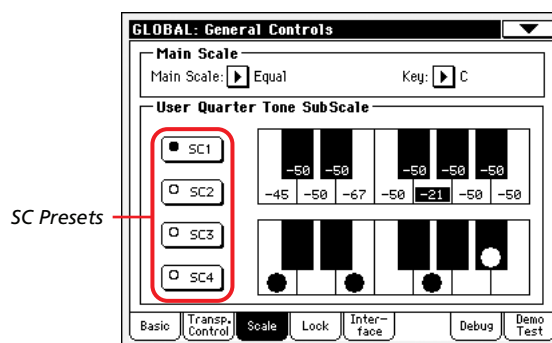 GLOBAL: General Controls
Main Scale
Main Scale: Equal Key: C
User Quarter Tone SubScale
SC1
SC2
SC3
SC4
-50 -50 -50 -50 -50
-45 -50 -67 -50 -21 -50 -50
SC Presets
Basic Transp. Control Scale Lock Inter-face Debug Demo Test